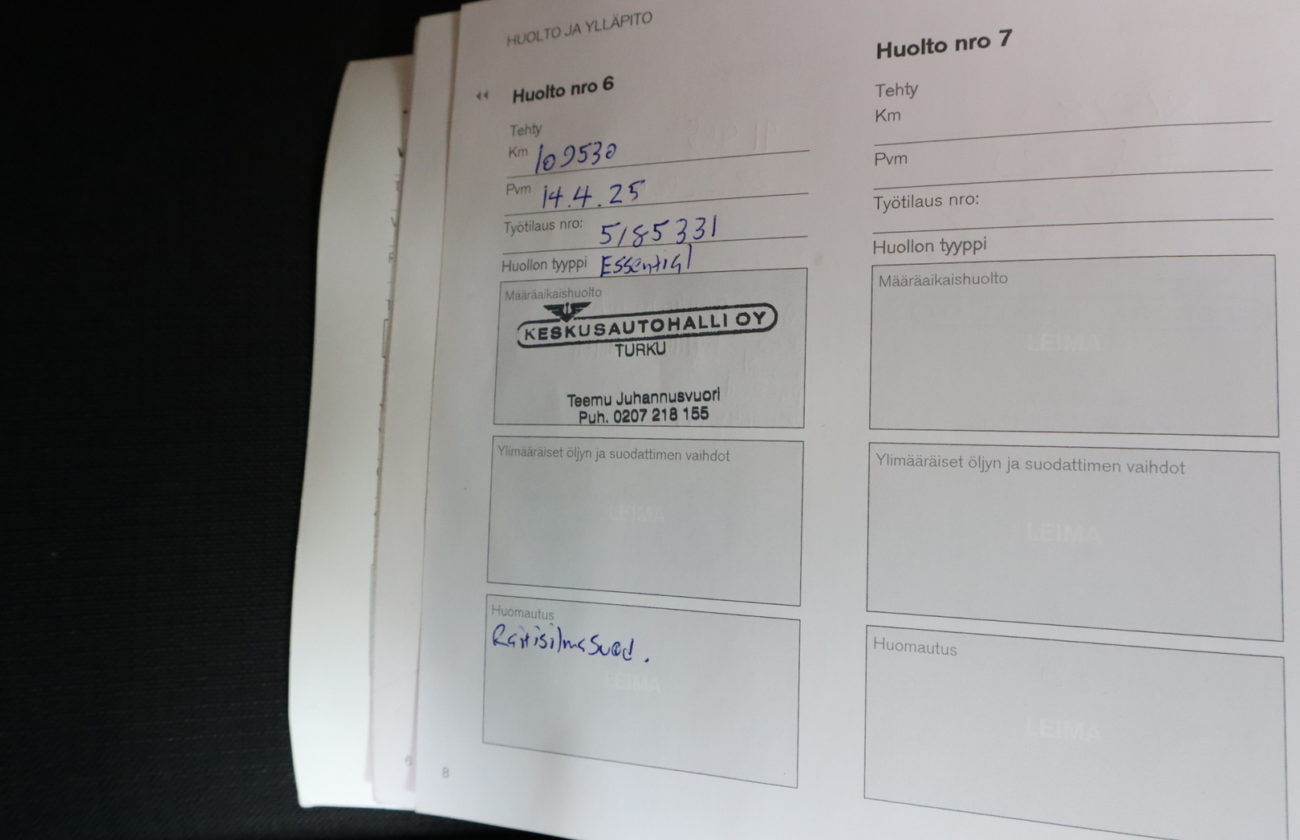 HUOLTO JA YLLÄPITO
Huolto nro 6
Tehty
Km 109530
Pvm 14.4.25
Työtilaus nro: 5185331
Huollon tyyppi Essential
Määräaikaishuolto
KESKUSAUTOHALLI OY
TURKU
Teemu Juhannusvuori
Puh. 0207 218 155
Ylimääräiset öljyn ja suodattimen vaihdot
LEIMA
Huomautus
Raitisilmasuod.
LEIMA
6
8
Huolto nro 7
Tehty
Km
Pvm
Työtilaus nro:
Huollon tyyppi
Määräaikaishuolto
LEIMA
Ylimääräiset öljyn ja suodattimen vaihdot
LEIMA
Huomautus
LEIMA